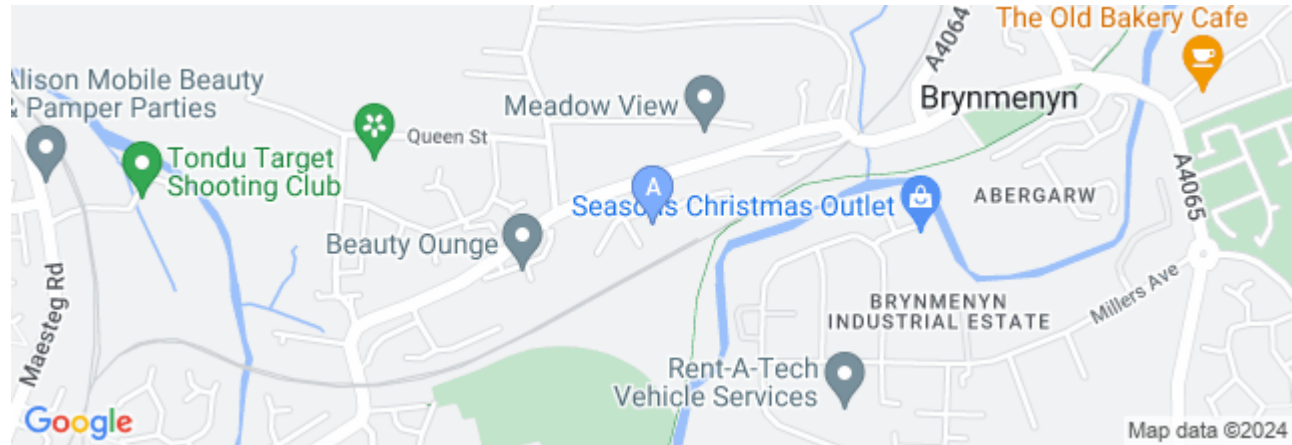 The Old Bakery Cafe
A4064
Alison Mobile Beauty
& Pamper Parties
Meadow View
Brynmenyn
Queen St
Tondu Target
Shooting Club
A
A4065
Seasons Christmas Outlet
ABERGARW
Beauty Ounge
Maesteg Rd
BRYNMENYN
INDUSTRIAL ESTATE
Millers Ave
Rent-A-Tech
Vehicle Services
Google
Map data ©2024